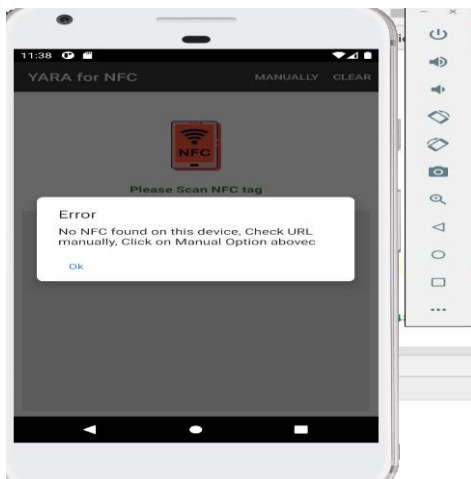 11:38
YARA for NFC MANUALLY CLEAR
NFC
Please Scan NFC tag
Error
No NFC found on this device, Check URL
manually, Click on Manual Option abovec
Ok